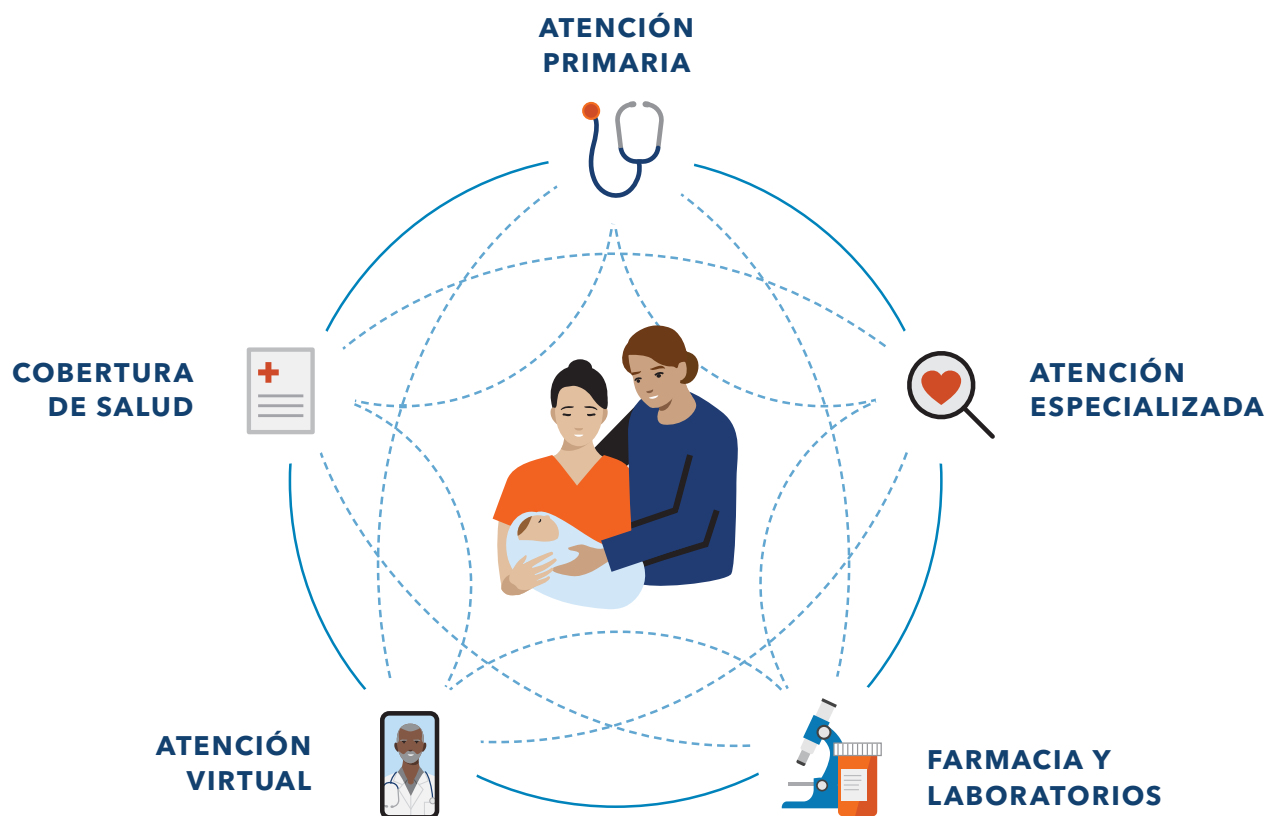 ATENCIÓN
PRIMARIA
COBERTURA
DE SALUD
ATENCIÓN
ESPECIALIZADA
ATENCIÓN
VIRTUAL
FARMACIA Y
LABORATORIOS